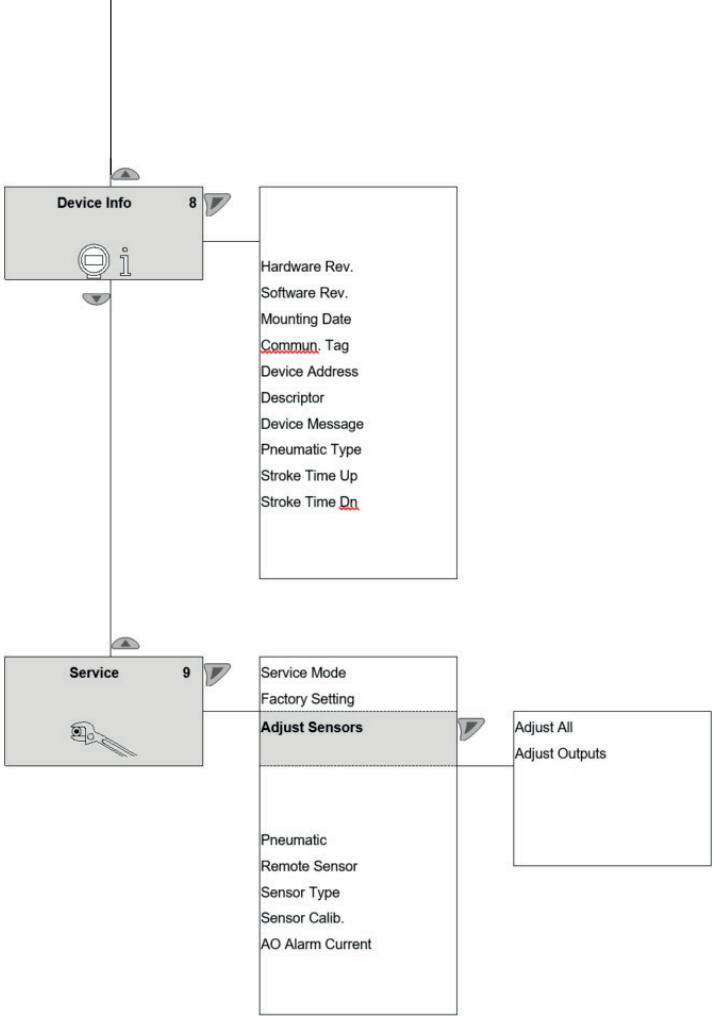 Device Info 8
Hardware Rev.
Software Rev.
Mounting Date
Commun. Tag
Device Address
Descriptor
Device Message
Pneumatic Type
Stroke Time Up
Stroke Time Dn
Service 9
Service Mode
Factory Setting
Adjust Sensors
Adjust All
Adjust Outputs
Pneumatic
Remote Sensor
Sensor Type
Sensor Calib.
AO Alarm Current